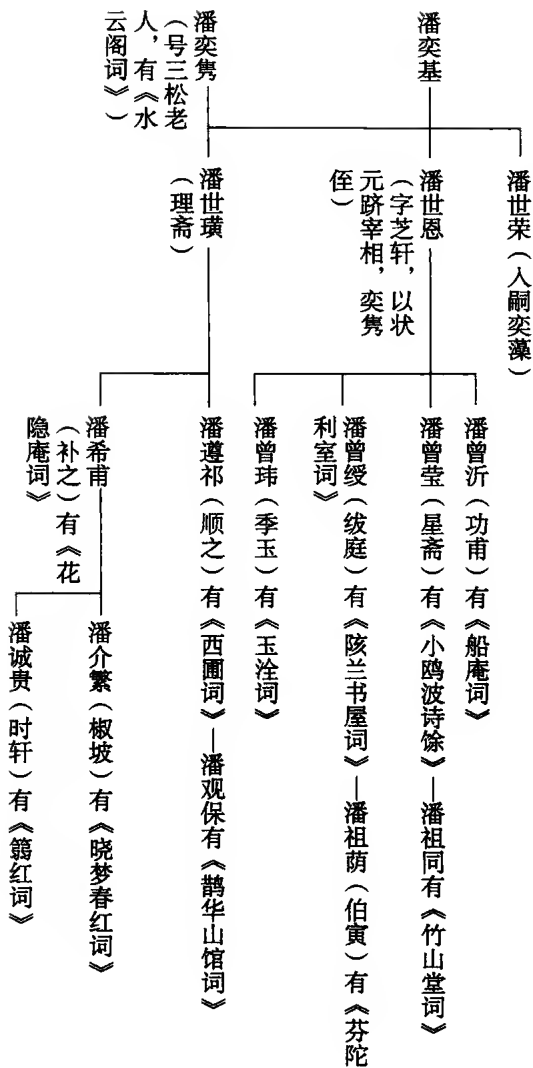 潘奕基
潘奕隽
（号三松老
人，有《水
云阁词》）
潘世荣（入嗣奕藻）
潘世恩
（字芝轩，以状
元跻宰相，奕隽
侄）
潘世璜
（理斋）
潘曾沂（功甫）有《船庵词》
潘曾莹（星斋）有《小鸥波诗馀》—潘祖同有《竹山堂词》
潘曾绶（绂庭）有《陔兰书屋词》—潘祖荫（伯寅）有《芬陀
利室词》
潘曾玮（季玉）有《玉洤词》
潘遵祁（顺之）有《西圃词》—潘观保有《鹊华山馆词》
潘希甫
（补之）有《花
隐庵词》
潘介繁（椒坡）有《晓梦春红词》
潘诚贵（时轩）有《鶸红词》